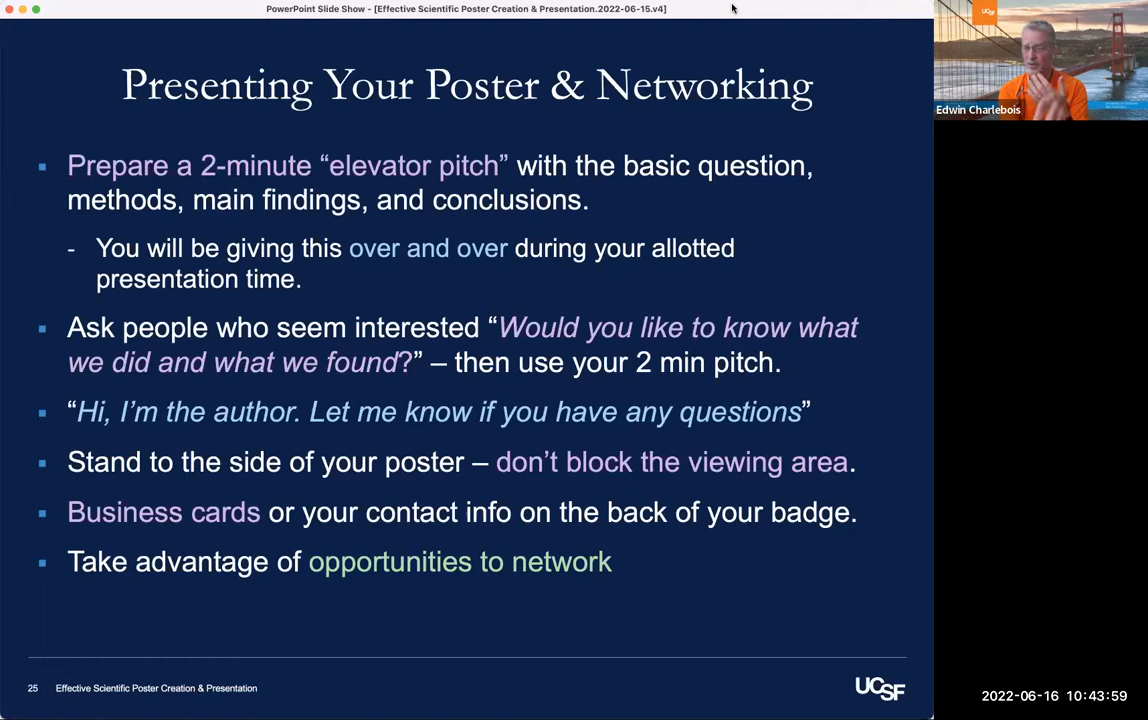 PowerPoint Slide Show - [Effective Scientific Poster Creation & Presentation.2022-06-15.v4]
UCSF
Edwin Charlebois
Presenting Your Poster & Networking
▪ Prepare a 2-minute “elevator pitch” with the basic question,
methods, main findings, and conclusions.
- You will be giving this over and over during your allotted
presentation time.
▪ Ask people who seem interested “Would you like to know what
we did and what we found?” – then use your 2 min pitch.
▪ “Hi, I’m the author. Let me know if you have any questions”
▪ Stand to the side of your poster – don’t block the viewing area.
▪ Business cards or your contact info on the back of your badge.
▪ Take advantage of opportunities to network
25 Effective Scientific Poster Creation & Presentation
UCSF
2022-06-16 10:43:59